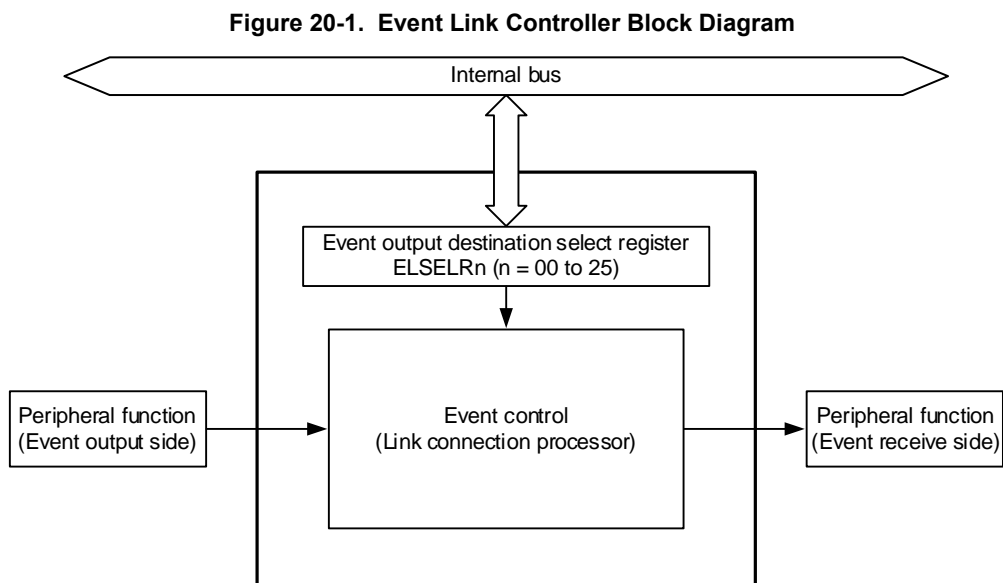 Figure 20-1. Event Link Controller Block Diagram
Internal bus
Event output destination select register
ELSELRn (n = 00 to 25)
Peripheral function
(Event output side)
Event control
(Link connection processor)
Peripheral function
(Event receive side)